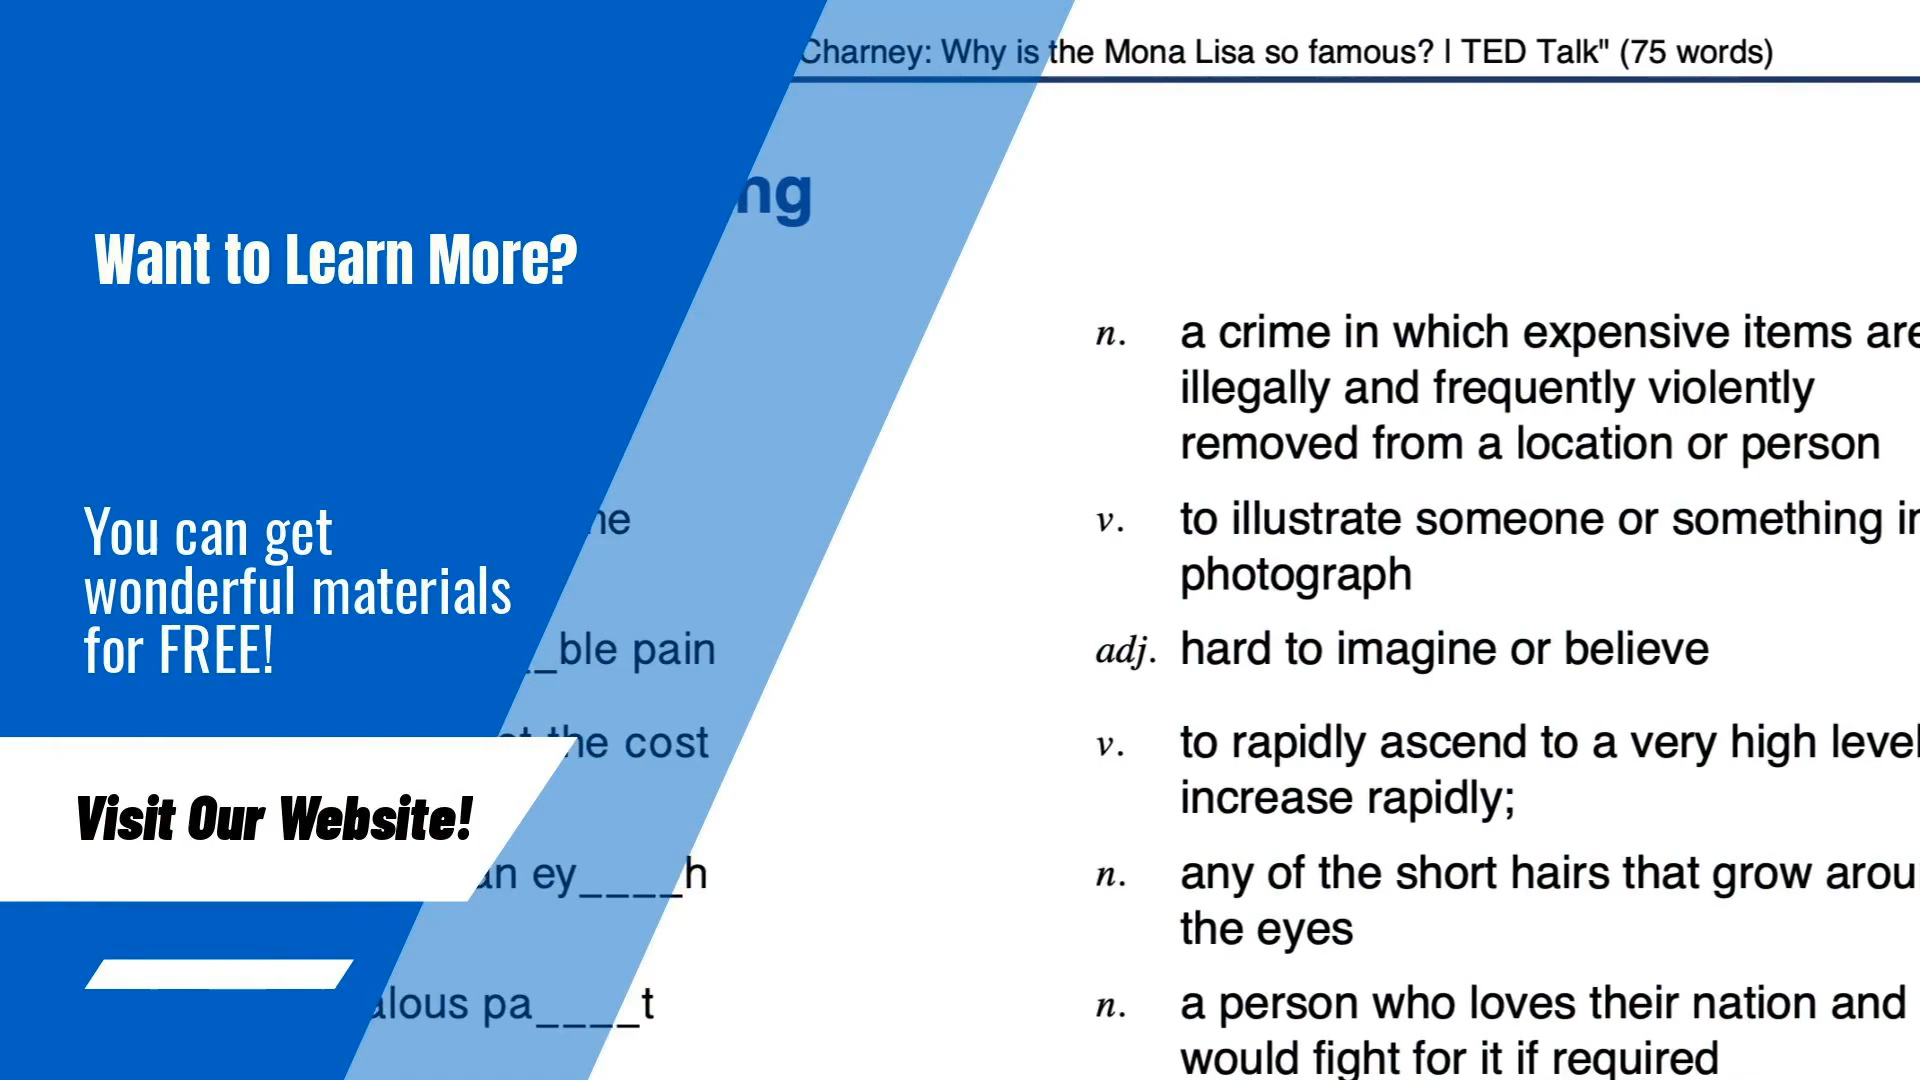 Charney: Why is the Mona Lisa so famous? | TED Talk" (75 words)
ng
Want to Learn More?
You can get
wonderful materials
for FREE!
Visit Our Website!
ne
_ble pain
the cost
an ey____h
alous pa____t
n. a crime in which expensive items are
illegally and frequently violently
removed from a location or person
v. to illustrate someone or something in
photograph
adj. hard to imagine or believe
v. to rapidly ascend to a very high level
increase rapidly;
n. any of the short hairs that grow arou
the eyes
n. a person who loves their nation and
would fight for it if required